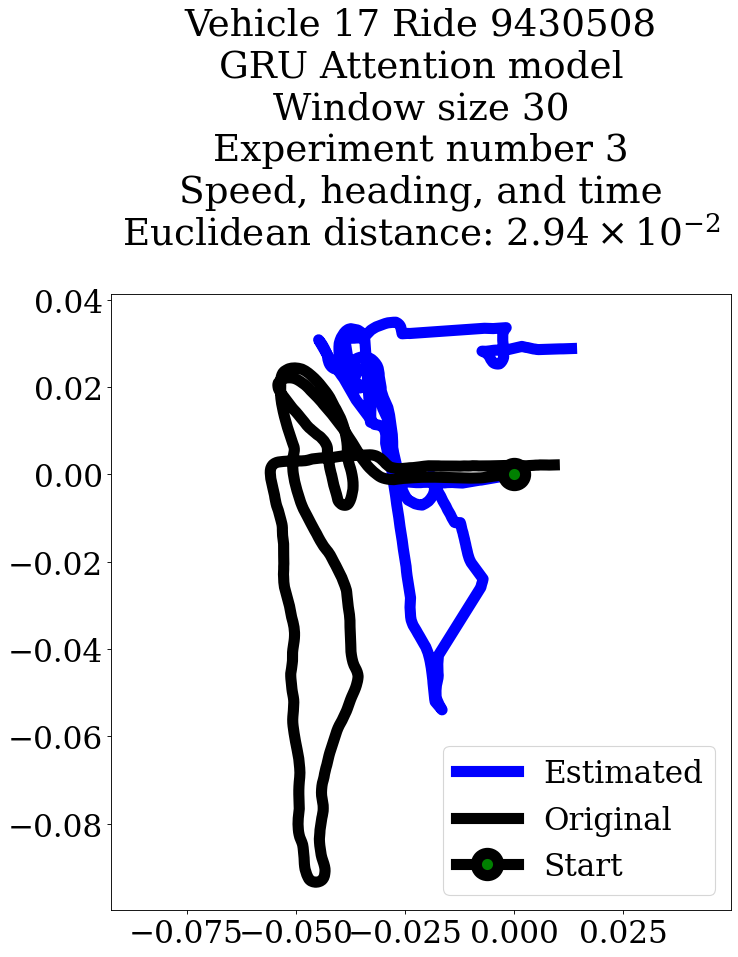 Vehicle 17 Ride 9430508
GRU Attention model
Window size 30
Experiment number 3
Speed, heading, and time
Euclidean distance: 2.94 × 10⁻²
0.04
0.02
0.00
−0.02
−0.04
−0.06
−0.08
Estimated
Original
Start
−0.075 −0.050 −0.025 0.000 0.025